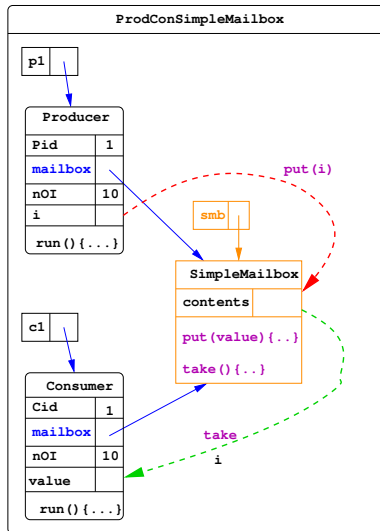 ProdConSimpleMailbox
p1
Producer
Pid 1
mailbox
nOI 10
i
run(){...}
put(i)
smb
SimpleMailbox
contents
put(value){..}
take(){..}
c1
Consumer
Cid 1
mailbox
nOI 10
value
run(){...}
take
i